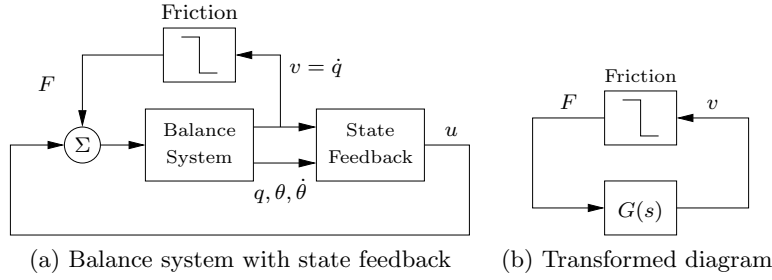 Friction
v = q̇
F
Σ
Balance
System
State
Feedback
u
q, θ, θ̇
(a) Balance system with state feedback
Friction
F
v
G(s)
(b) Transformed diagram